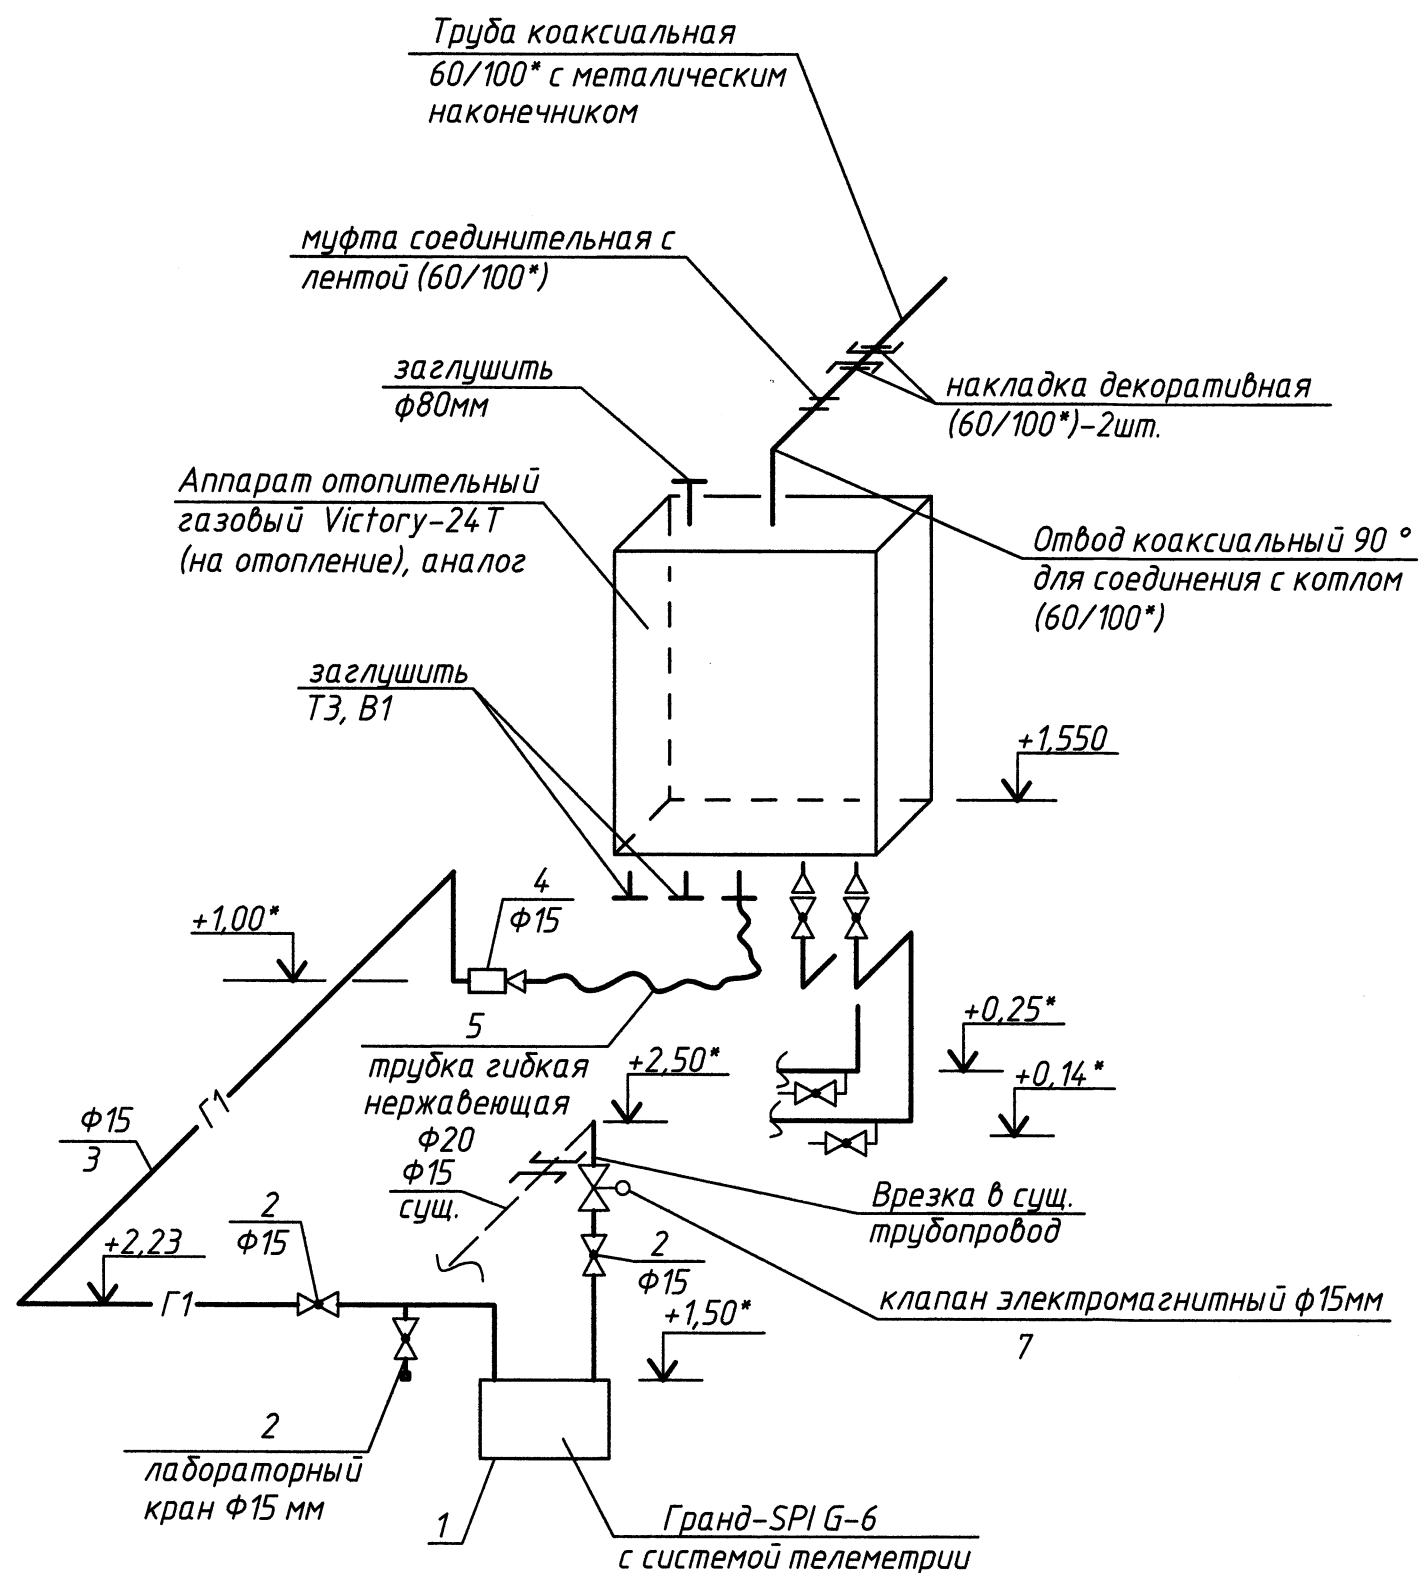 Труба коаксиальная
60/100* с металическим
наконечником
муфта соединительная с
лентой (60/100*)
заглушить
ф80мм
накладка декоративная
(60/100*)-2шт.
Аппарат отопительный
газовый Victory-24Т
(на отопление), аналог
Отвод коаксиальный 90 °
для соединения с котлом
(60/100*)
заглушить
Т3, В1
+1,550
4
Ф15
+1,00*
5
трубка гибкая
нержавеющая
Ф20
+0,25*
+2,50*
+0,14*
Г1
Ф15
3
Ф15
сущ.
Врезка в сущ.
трубопровод
2
Ф15
+2,23
2
Ф15
Г1
+1,50*
клапан электромагнитный ф15мм
7
2
лабораторный
кран Ф15 мм
1
Гранд-SPI G-6
с системой телеметрии